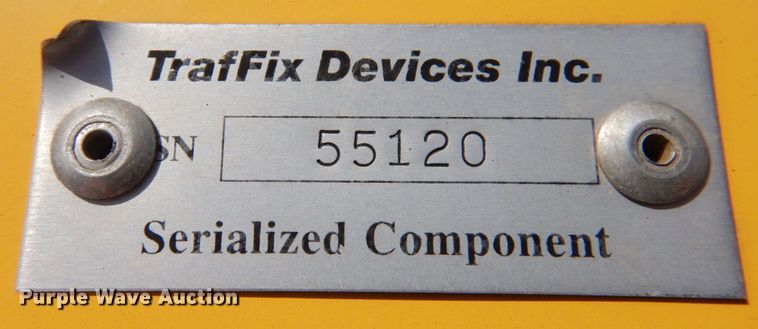 TrafFix Devices Inc.
SN 55120
Serialized Component
Purple Wave Auction